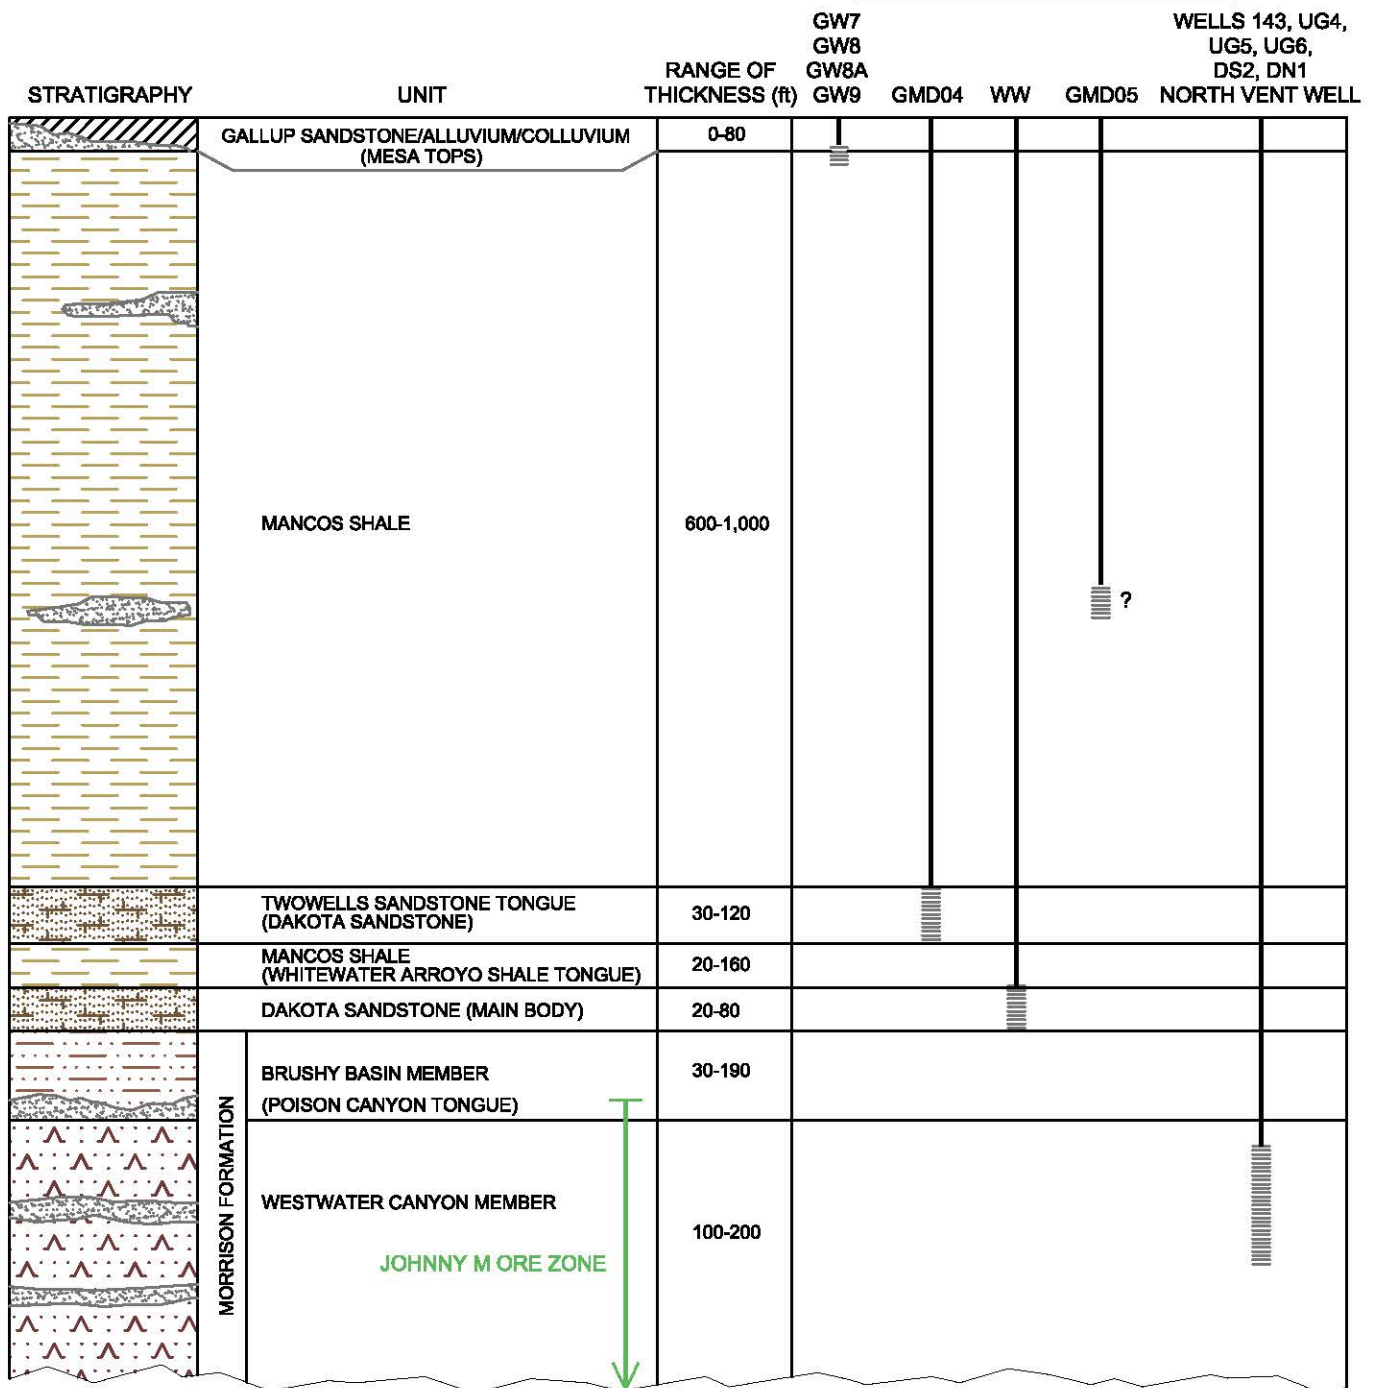 STRATIGRAPHY
UNIT
RANGE OF
THICKNESS (ft)
GW7
GW8
GW8A
GW9
GMD04
WW
GMD05
WELLS 143, UG4,
UG5, UG6,
DS2, DN1
NORTH VENT WELL
GALLUP SANDSTONE/ALLUVIUM/COLLUVIUM
(MESA TOPS)
0-80
MANCOS SHALE
600-1,000
?
TWOWELLS SANDSTONE TONGUE
(DAKOTA SANDSTONE)
30-120
MANCOS SHALE
(WHITEWATER ARROYO SHALE TONGUE)
20-160
DAKOTA SANDSTONE (MAIN BODY)
20-80
MORRISON FORMATION
BRUSHY BASIN MEMBER
(POISON CANYON TONGUE)
30-190
WESTWATER CANYON MEMBER
100-200
JOHNNY M ORE ZONE